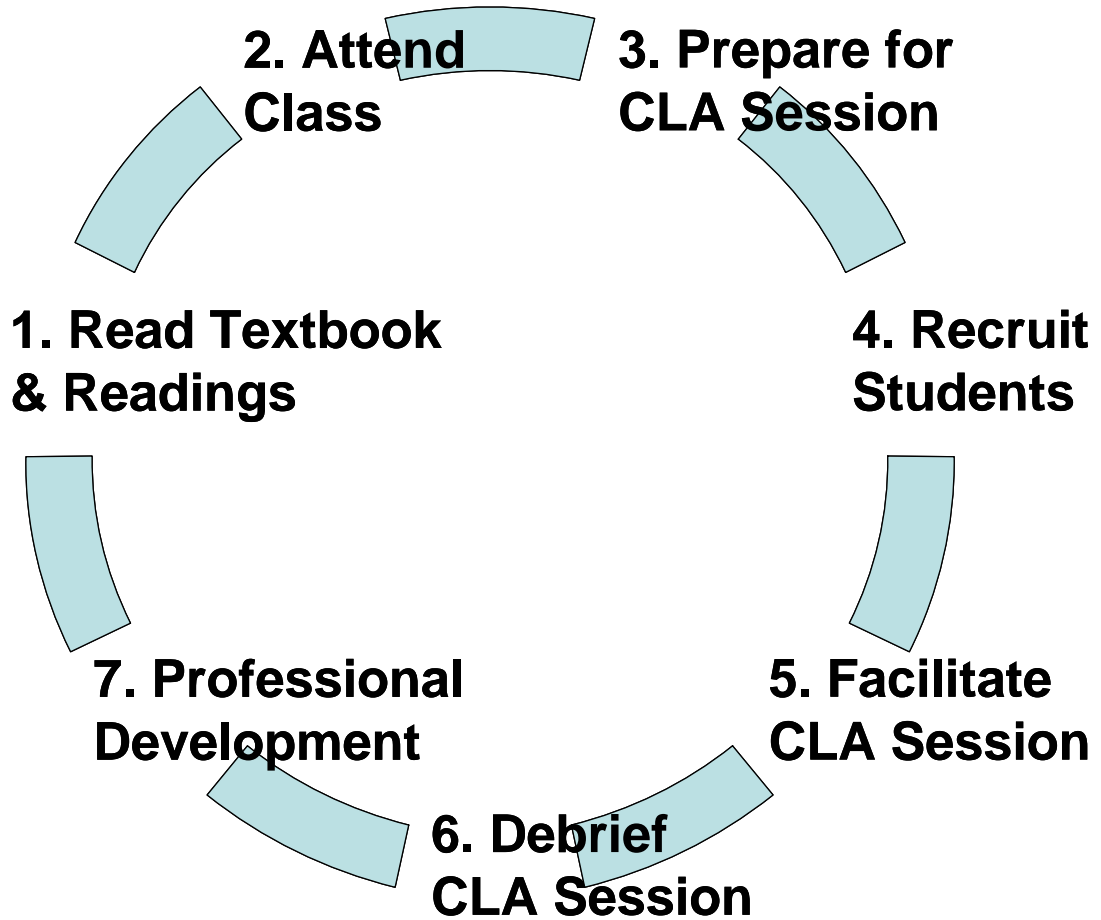 1. Read Textbook
& Readings
2. Attend
Class
3. Prepare for
CLA Session
4. Recruit
Students
5. Facilitate
CLA Session
6. Debrief
CLA Session
7. Professional
Development